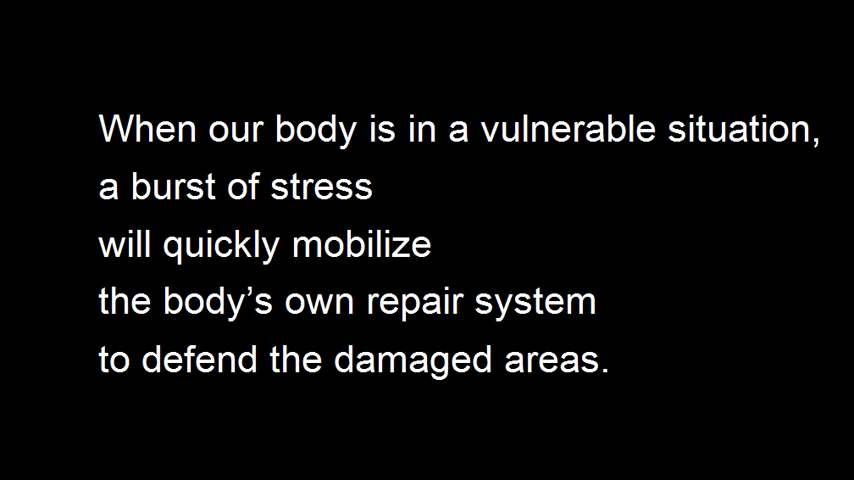 When our body is in a vulnerable situation,
a burst of stress
will quickly mobilize
the body’s own repair system
to defend the damaged areas.